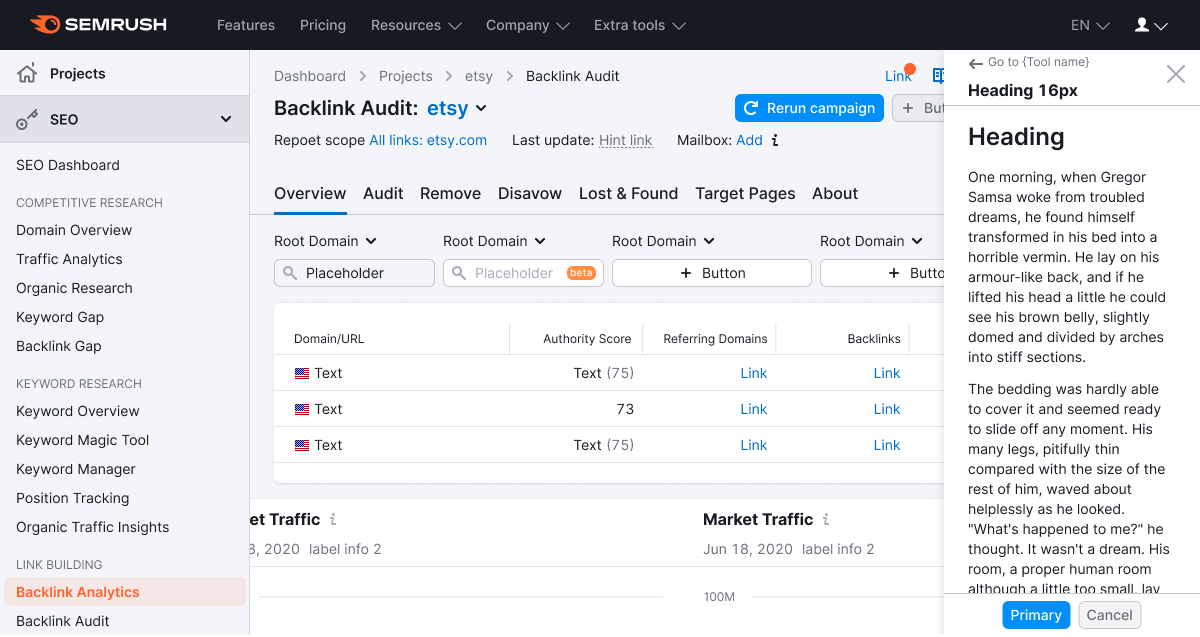 SEMRUSH
Features
Pricing
Resources
Company
Extra tools
EN
Projects
SEO
SEO Dashboard
COMPETITIVE RESEARCH
Domain Overview
Traffic Analytics
Organic Research
Keyword Gap
Backlink Gap
KEYWORD RESEARCH
Keyword Overview
Keyword Magic Tool
Keyword Manager
Position Tracking
Organic Traffic Insights
LINK BUILDING
Backlink Analytics
Backlink Audit
Dashboard > Projects > etsy > Backlink Audit
Link
Backlink Audit: etsy
Rerun campaign
+ But
Repoet scope All links: etsy.com
Last update: Hint link
Mailbox: Add i
Overview
Audit
Remove
Disavow
Lost & Found
Target Pages
About
Root Domain
Root Domain
Root Domain
Root Domain
Placeholder
Placeholder beta
+ Button
+ Butto
Domain/URL
Authority Score
Referring Domains
Backlinks
Text
Text (75)
Link
Link
Text
73
Link
Link
Text
Text (75)
Link
Link
et Traffic i
8, 2020 label info 2
Market Traffic i
Jun 18, 2020 label info 2
100M
Go to {Tool name}
Heading 16px
Heading
One morning, when Gregor
Samsa woke from troubled
dreams, he found himself
transformed in his bed into a
horrible vermin. He lay on his
armour-like back, and if he
lifted his head a little he could
see his brown belly, slightly
domed and divided by arches
into stiff sections.
The bedding was hardly able
to cover it and seemed ready
to slide off any moment. His
many legs, pitifully thin
compared with the size of the
rest of him, waved about
helplessly as he looked.
"What's happened to me?" he
thought. It wasn't a dream. His
room, a proper human room
although a little too small, lay
Primary
Cancel